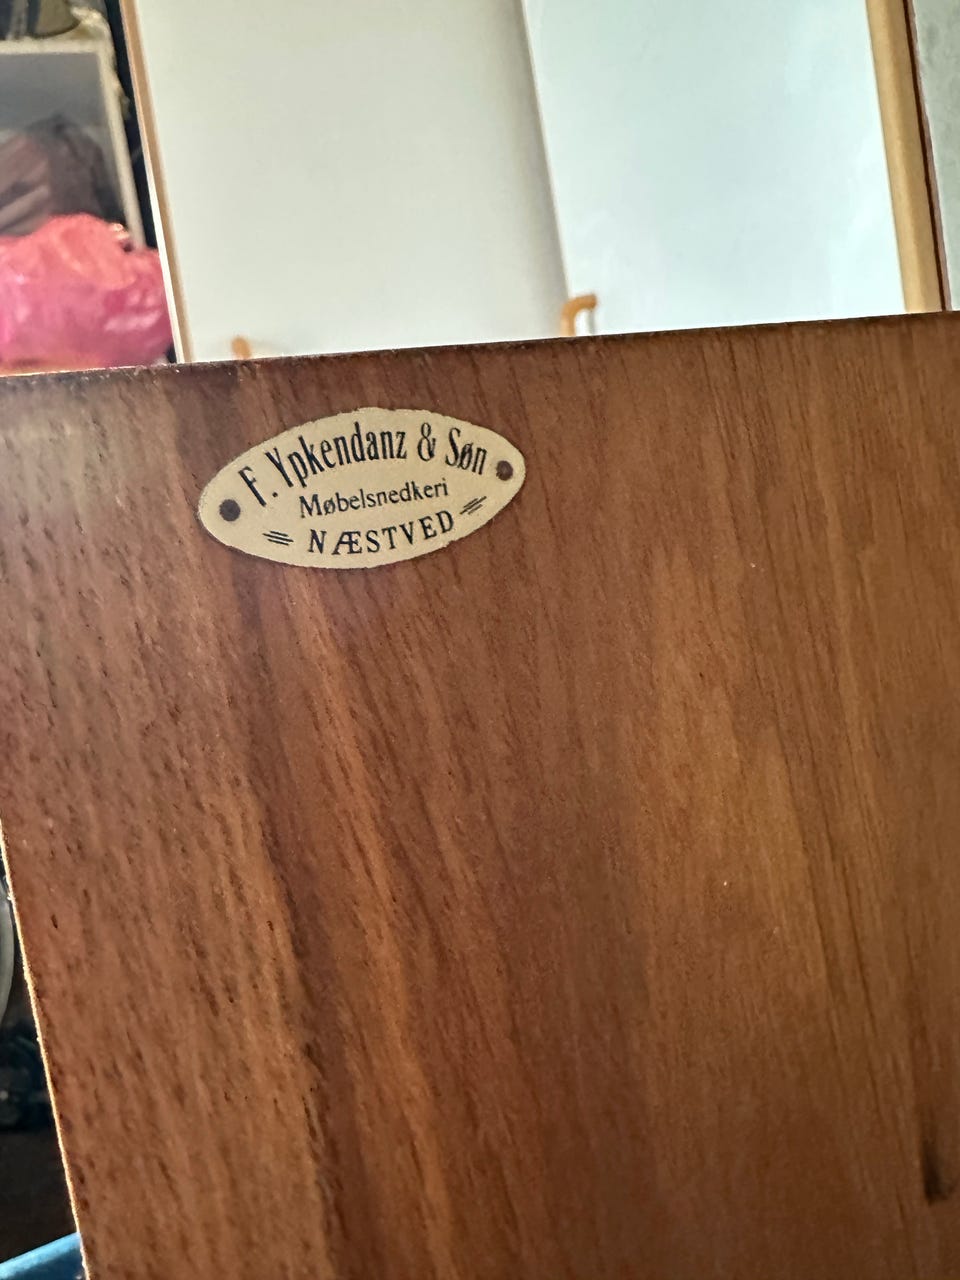 F. Ypkendanz & Søn
Møbelsnedkeri
NÆSTVED